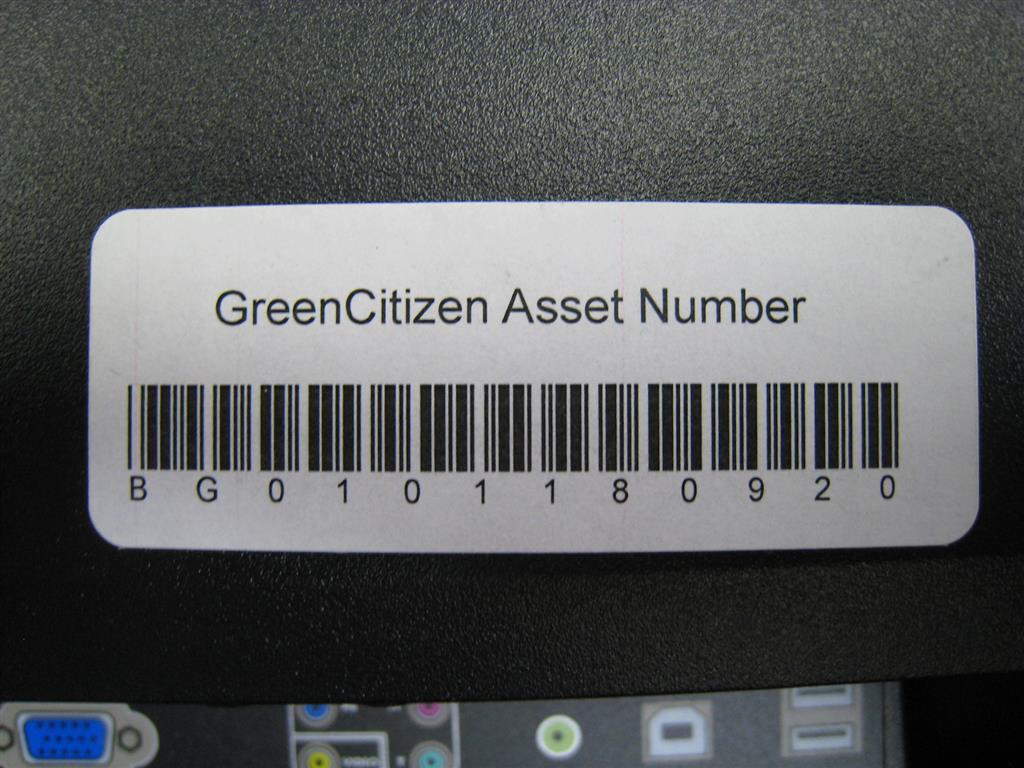 GreenCitizen Asset Number
B G 0 1 0 1 1 8 0 9 2 0